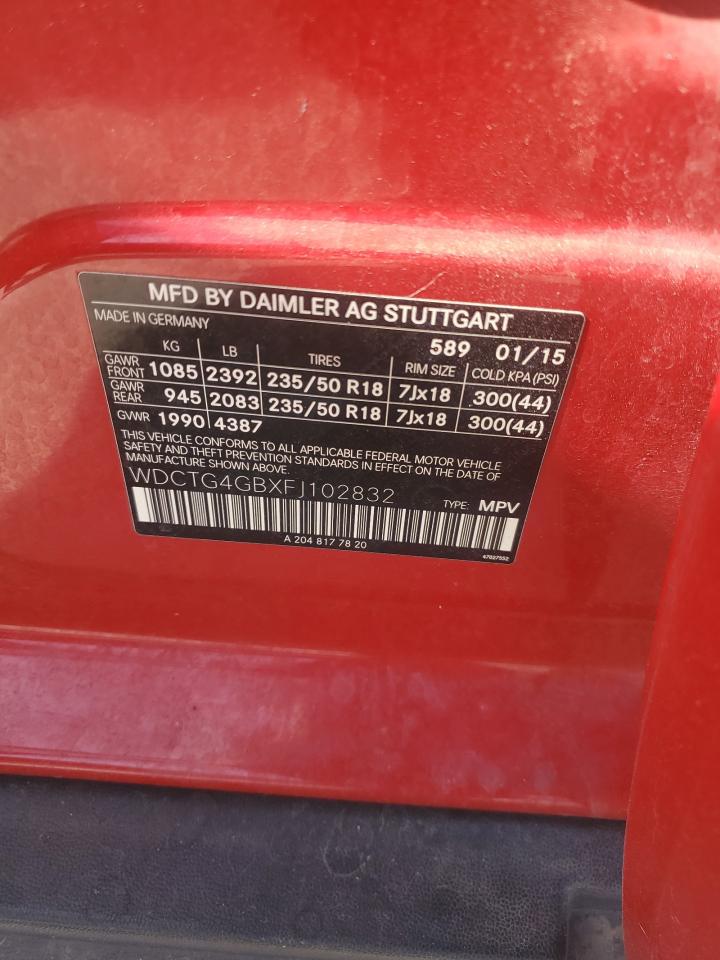 MFD BY DAIMLER AG STUTTGART
MADE IN GERMANY 589 01/15
KG LB TIRES RIM SIZE COLD KPA(PSI)
GAWR FRONT 1085 2392 235/50 R18 7Jx18 300(44)
GAWR REAR 945 2083 235/50 R18 7Jx18 300(44)
GVWR 1990 4387
THIS VEHICLE CONFORMS TO ALL APPLICABLE FEDERAL MOTOR VEHICLE
SAFETY AND THEFT PREVENTION STANDARDS IN EFFECT ON THE DATE OF
MANUFACTURE
WDCTG4GBXFJ102832 TYPE: MPV
A 204 817 78 20 47027552